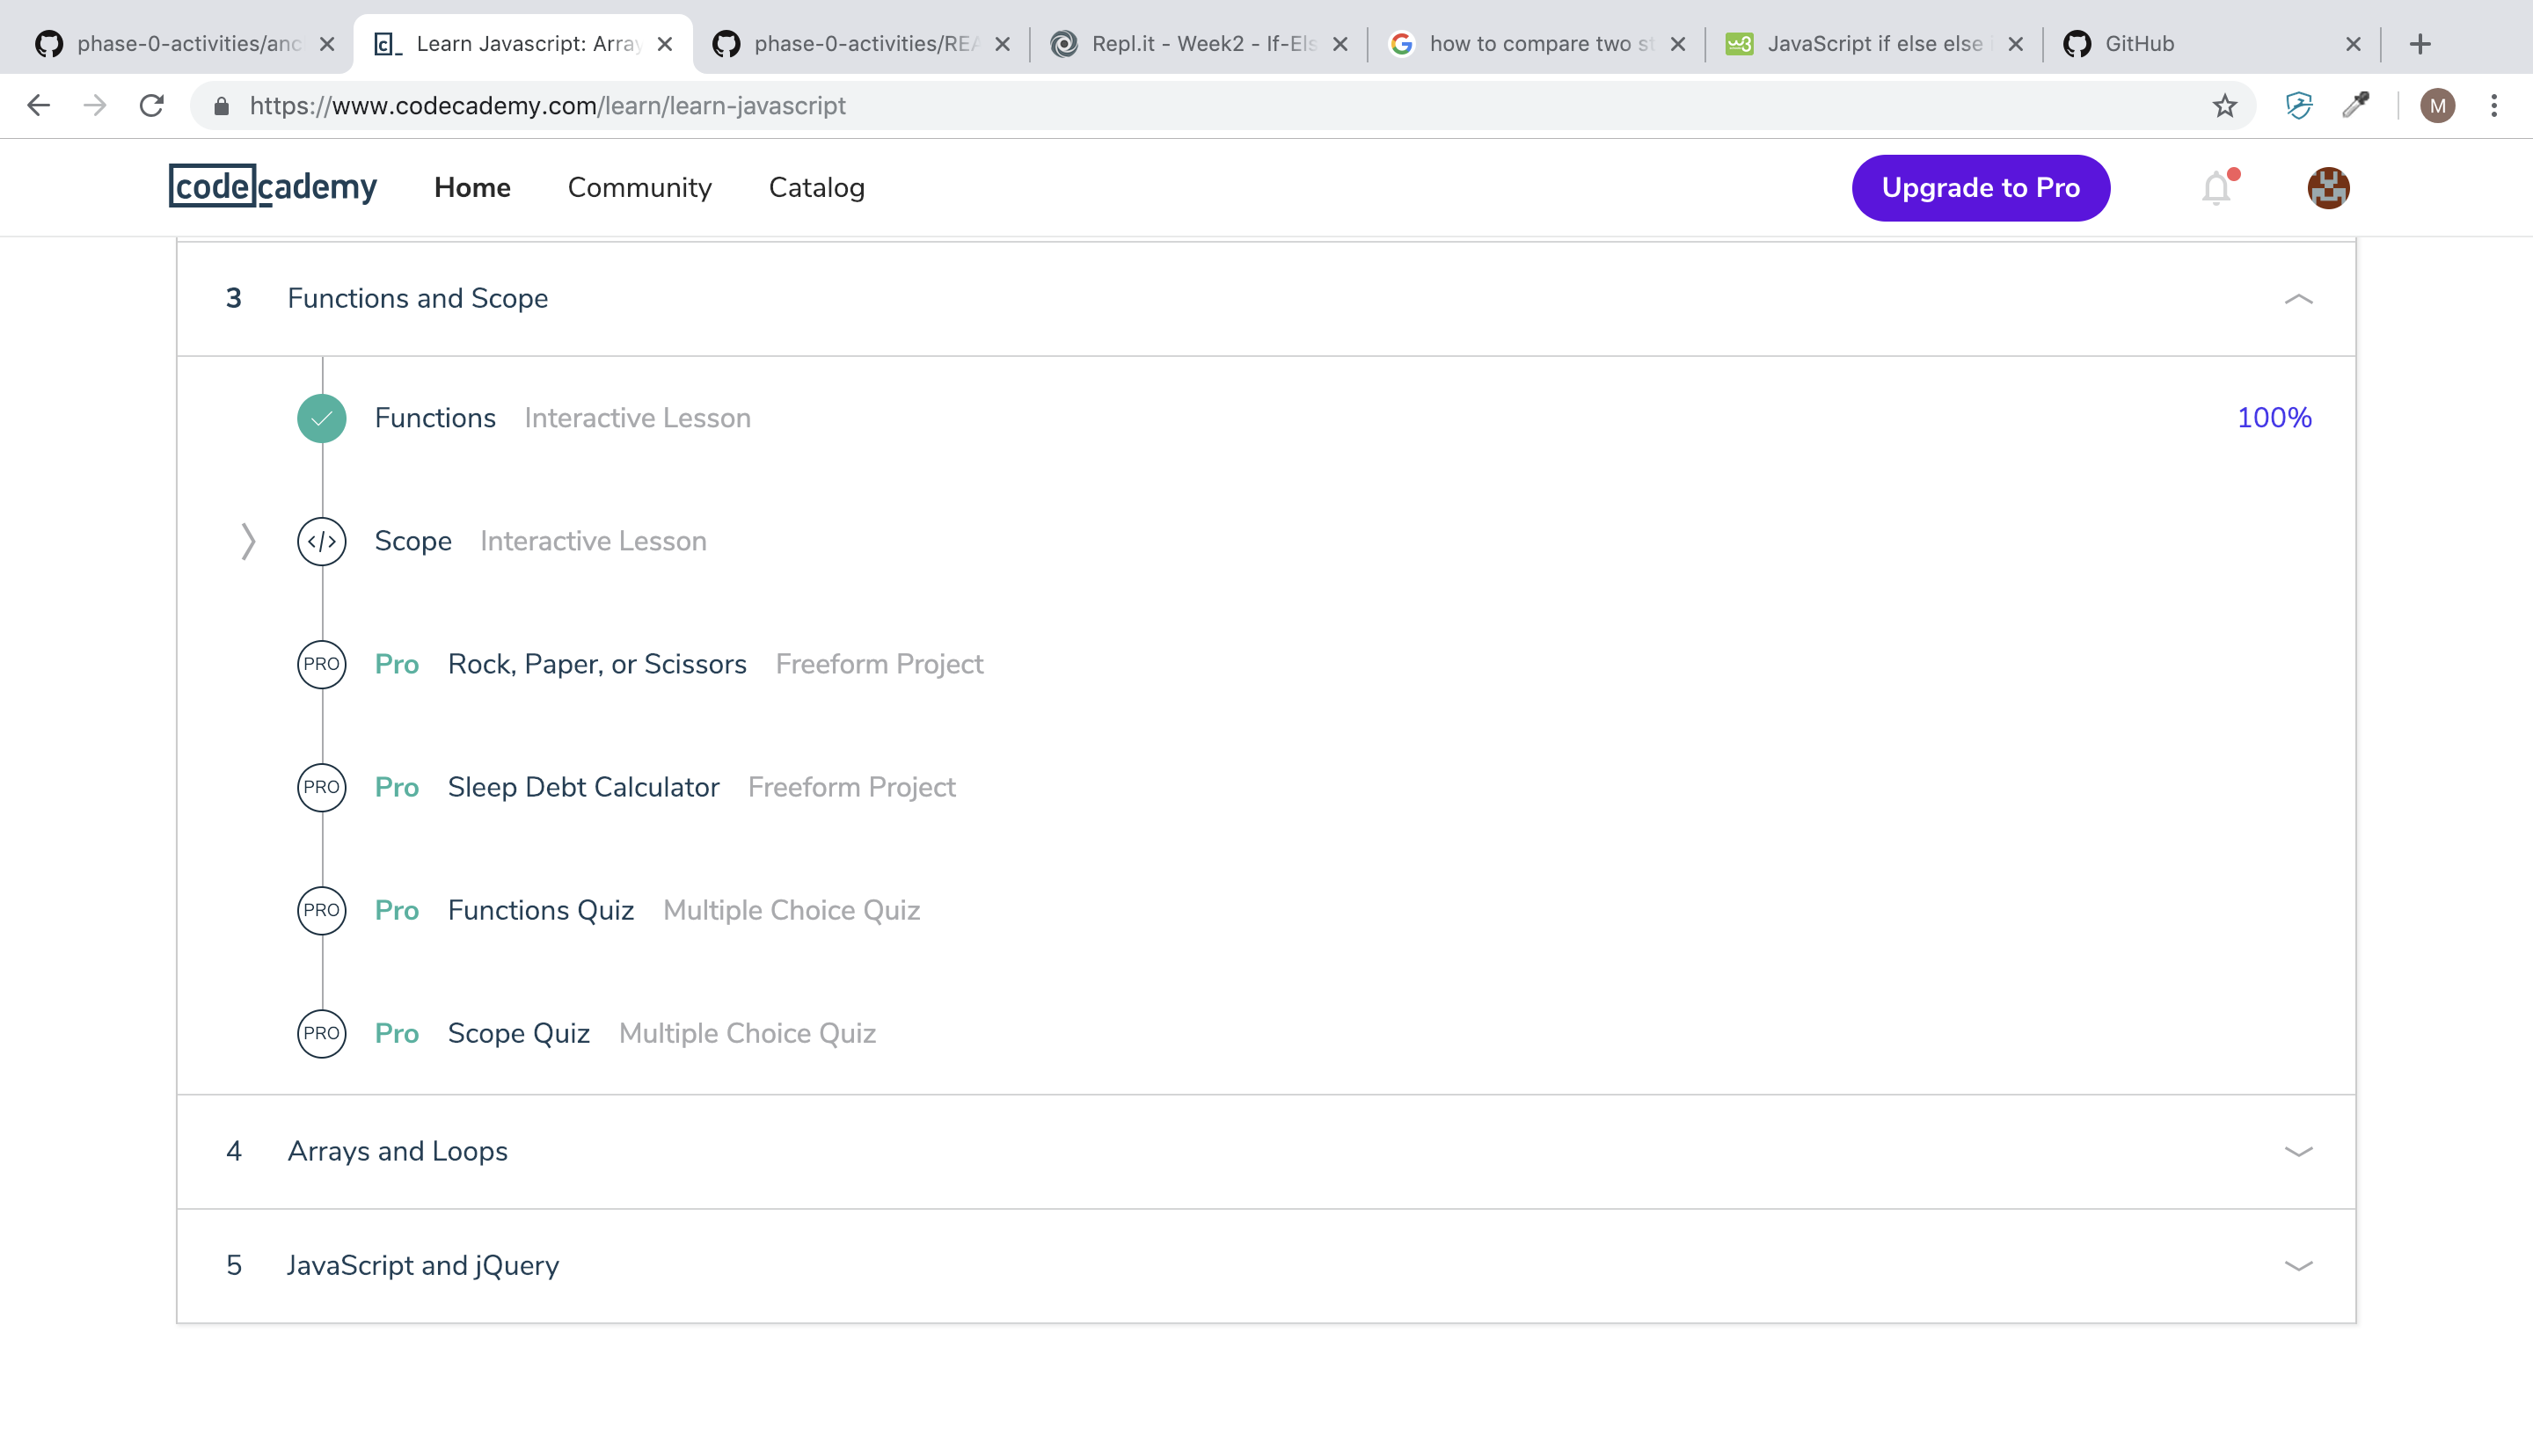 phase-0-activities/anc
Learn Javascript: Array
phase-0-activities/REA
Repl.it - Week2 - If-Els
how to compare two st
JavaScript if else else i
GitHub
https://www.codecademy.com/learn/learn-javascript
M
codecademy
Home
Community
Catalog
Upgrade to Pro
3 Functions and Scope
Functions Interactive Lesson 100%
</> Scope Interactive Lesson
PRO Pro Rock, Paper, or Scissors Freeform Project
PRO Pro Sleep Debt Calculator Freeform Project
PRO Pro Functions Quiz Multiple Choice Quiz
PRO Pro Scope Quiz Multiple Choice Quiz
4 Arrays and Loops
5 JavaScript and jQuery